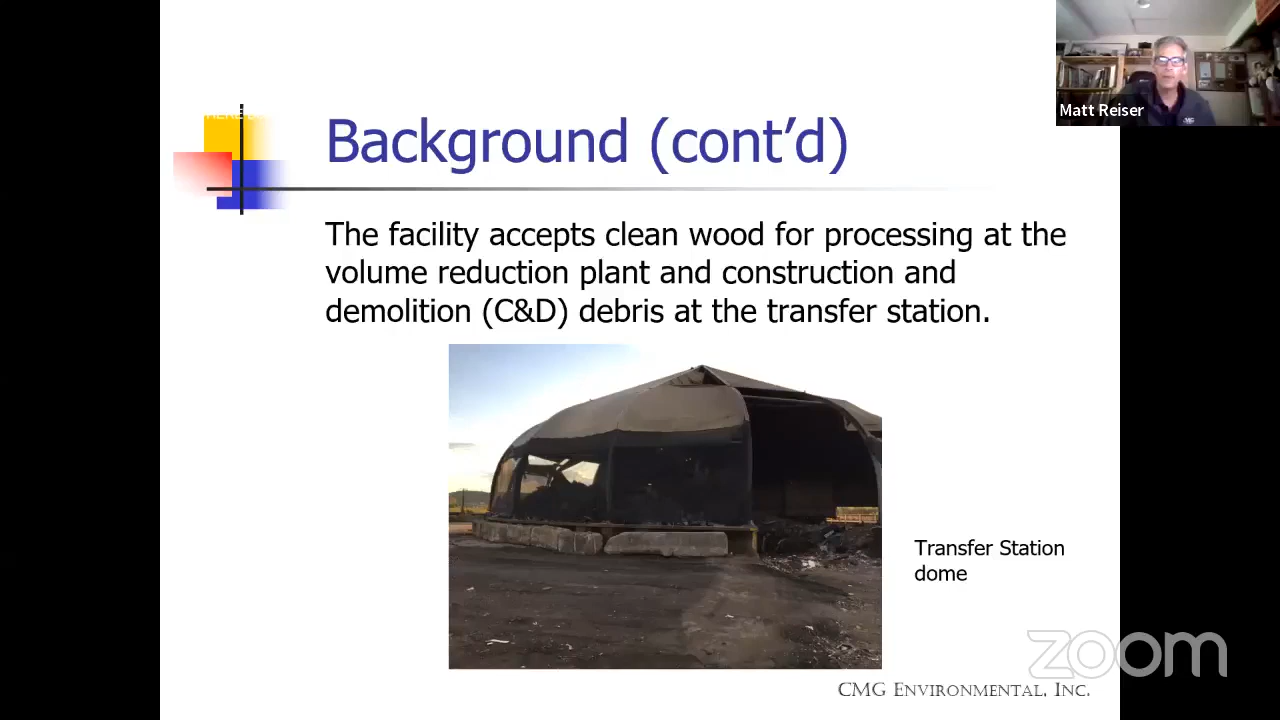 Matt Reiser
Background (cont’d)
The facility accepts clean wood for processing at the
volume reduction plant and construction and
demolition (C&D) debris at the transfer station.
Transfer Station
dome
zoom
CMG ENVIRONMENTAL, INC.